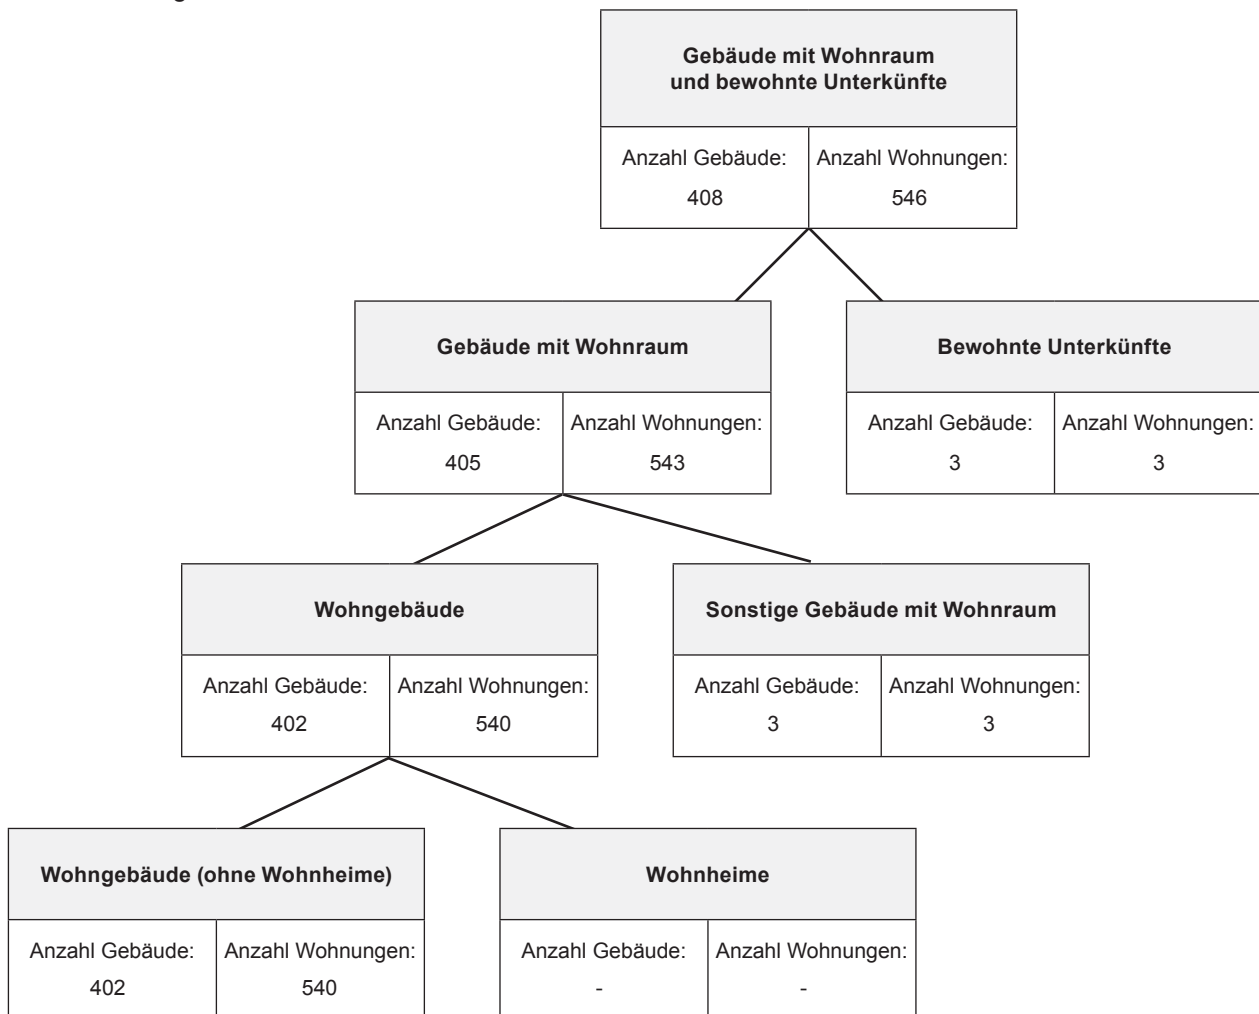 Gebäude mit Wohnraum
und bewohnte Unterkünfte
Anzahl Gebäude: Anzahl Wohnungen:
408 546
Gebäude mit Wohnraum
Anzahl Gebäude: Anzahl Wohnungen:
405 543
Bewohnte Unterkünfte
Anzahl Gebäude: Anzahl Wohnungen:
3 3
Wohngebäude
Anzahl Gebäude: Anzahl Wohnungen:
402 540
Sonstige Gebäude mit Wohnraum
Anzahl Gebäude: Anzahl Wohnungen:
3 3
Wohngebäude (ohne Wohnheime)
Anzahl Gebäude: Anzahl Wohnungen:
402 540
Wohnheime
Anzahl Gebäude: Anzahl Wohnungen:
- -